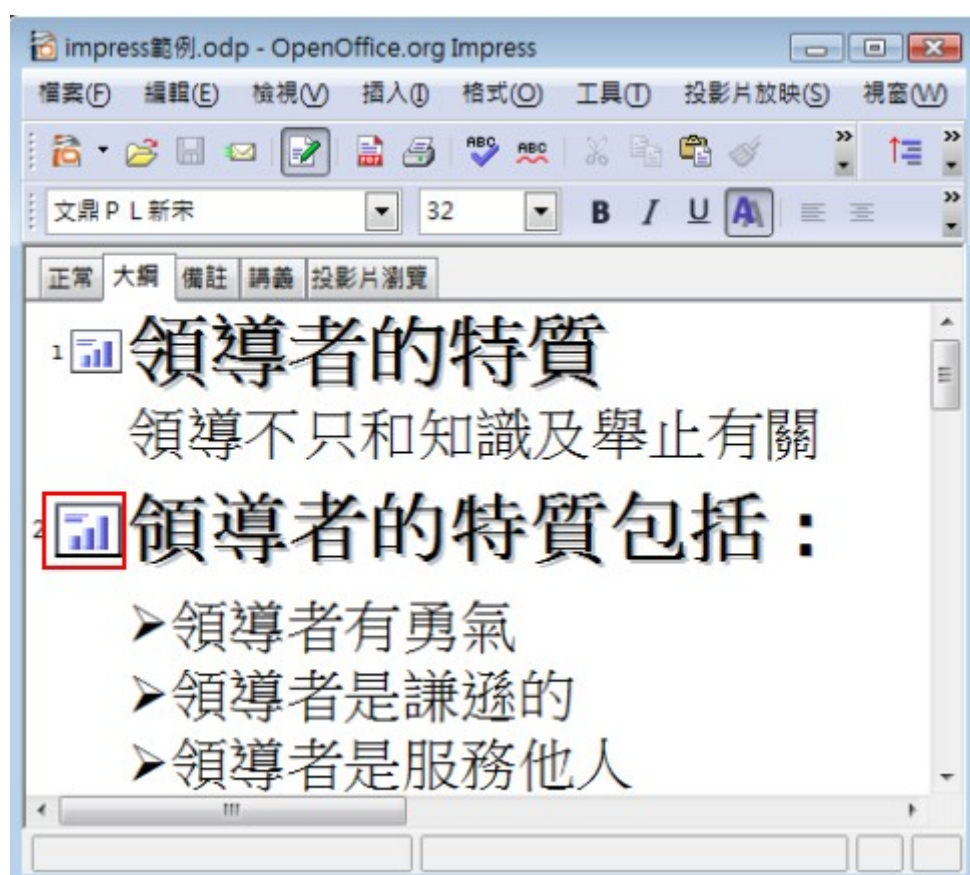 impress範例.odp - OpenOffice.org Impress
檔案(F) 編輯(E) 檢視(V) 插入(I) 格式(O) 工具(T) 投影片放映(S) 視窗(W)
PDF ABC ABC
文鼎PL新宋 32 B I U A
正常 大綱 備註 講義 投影片瀏覽
1 領導者的特質
領導不只和知識及舉止有關
2 領導者的特質包括：
➢領導者有勇氣
➢領導者是謙遜的
➢領導者是服務他人